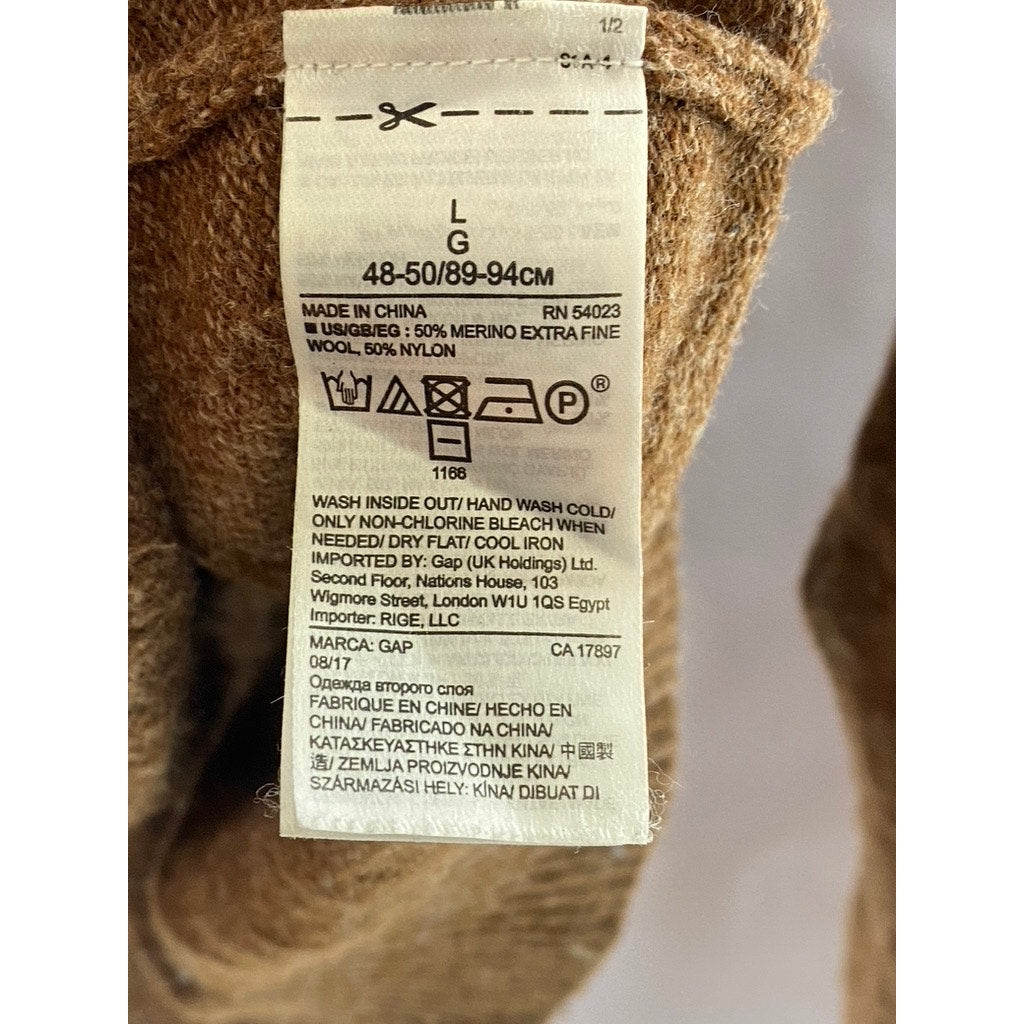 1/2
L
G
48-50/89-94CM
MADE IN CHINA RN 54023
US/GB/EG : 50% MERINO EXTRA FINE
WOOL, 50% NYLON
P ®
1166
WASH INSIDE OUT/ HAND WASH COLD/
ONLY NON-CHLORINE BLEACH WHEN
NEEDED/ DRY FLAT/ COOL IRON
IMPORTED BY: Gap (UK Holdings) Ltd.
Second Floor, Nations House, 103
Wigmore Street, London W1U 1QS Egypt
Importer: RIGE, LLC
MARCA: GAP CA 17897
08/17
Одежда второго слоя
FABRIQUE EN CHINE/ HECHO EN
CHINA/ FABRICADO NA CHINA/
ΚΑΤΑΣΚΕΥΑΣΤΗΚΕ ΣΤΗΝ ΚΙΝΑ/ 中國製
造/ ZEMLJA PROIZVODNJE KINA/
SZÁRMAZÁSI HELY: KÍNA/ DIBUAT DI